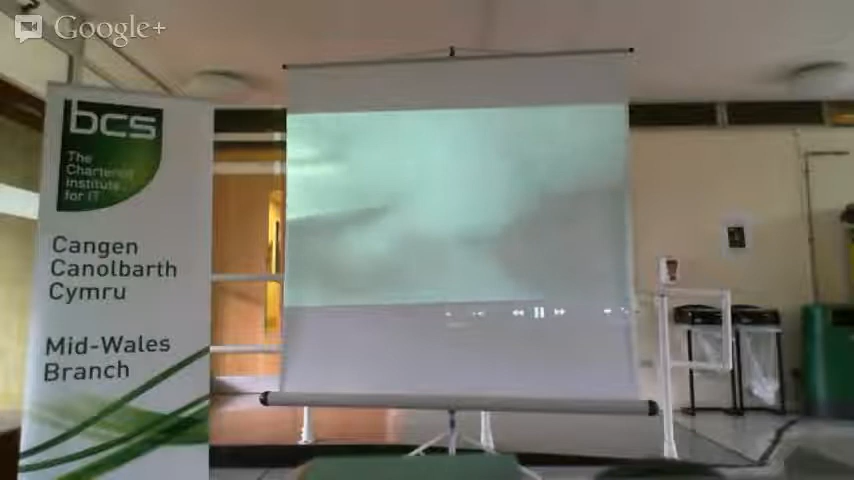 Google+
bcs
The
Chartered
Institute
for IT
Cangen
Canolbarth
Cymru
Mid-Wales
Branch